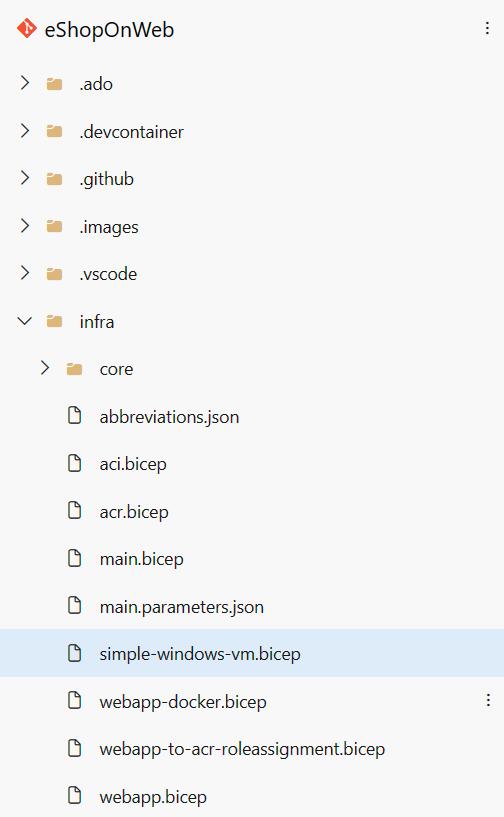 eShopOnWeb
.ado
.devcontainer
.github
.images
.vscode
infra
core
abbreviations.json
aci.bicep
acr.bicep
main.bicep
main.parameters.json
simple-windows-vm.bicep
webapp-docker.bicep
webapp-to-acr-roleassignment.bicep
webapp.bicep